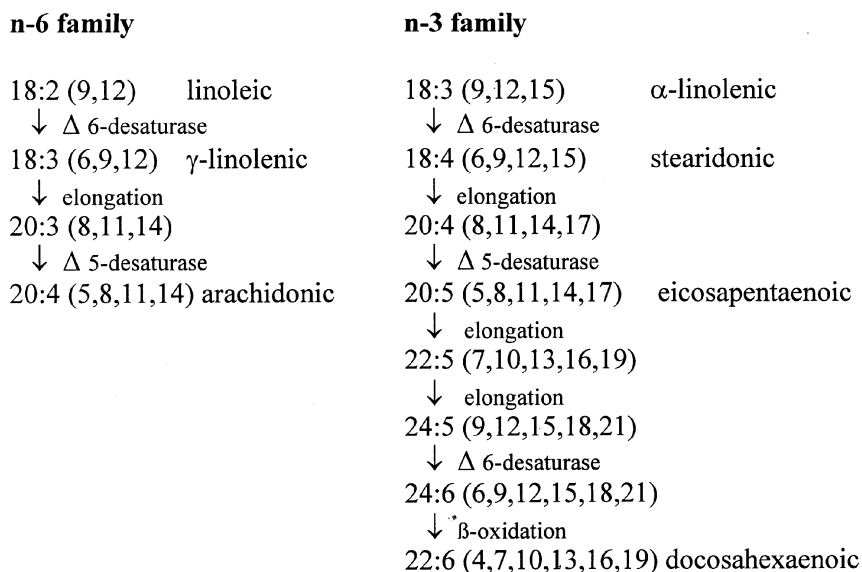 n-6 family
18:2 (9,12) linoleic
↓ Δ 6-desaturase
18:3 (6,9,12) γ-linolenic
↓ elongation
20:3 (8,11,14)
↓ Δ 5-desaturase
20:4 (5,8,11,14) arachidonic
n-3 family
18:3 (9,12,15) α-linolenic
↓ Δ 6-desaturase
18:4 (6,9,12,15) stearidonic
↓ elongation
20:4 (8,11,14,17)
↓ Δ 5-desaturase
20:5 (5,8,11,14,17) eicosapentaenoic
↓ elongation
22:5 (7,10,13,16,19)
↓ elongation
24:5 (9,12,15,18,21)
↓ Δ 6-desaturase
24:6 (6,9,12,15,18,21)
↓ ß-oxidation
22:6 (4,7,10,13,16,19) docosahexaenoic